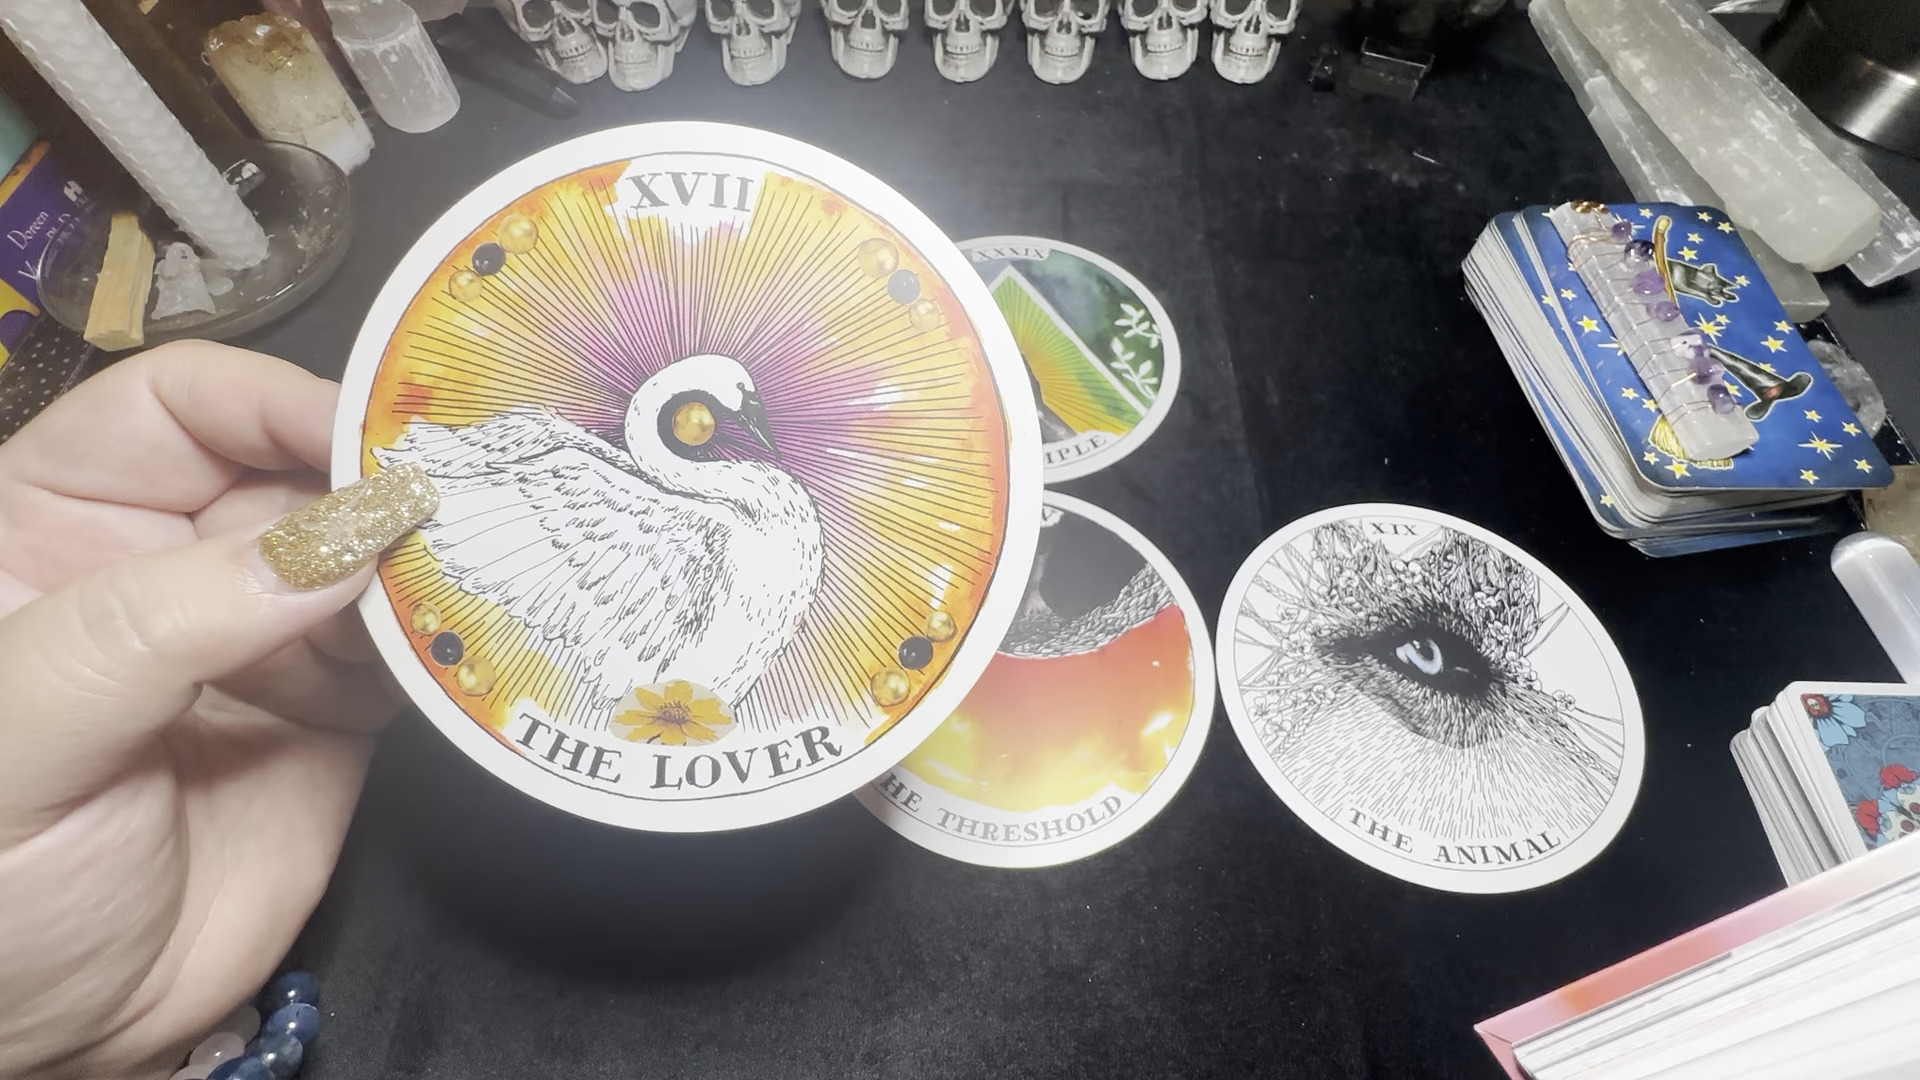 Doreen
XVII
THE LOVER
XXXIX
IPLE
HE THRESHOLD
XIX
THE ANIMAL